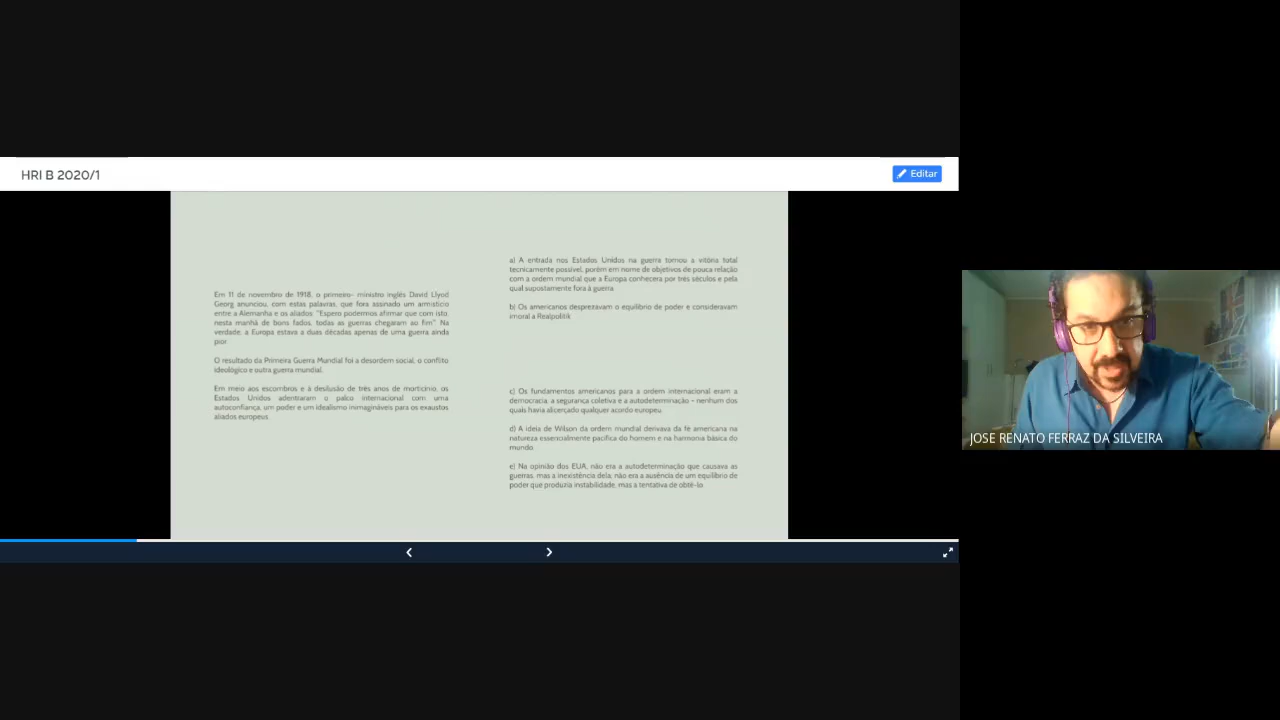 HRI B 2020/1
Editar
Em 11 de novembro de 1918, o primeiro- ministro inglês David Llyod
Georg anunciou, com estas palavras, que fora assinado um armistício
entre a Alemanha e os aliados: "Espero podermos afirmar que com isto,
nesta manhã de bons fados, todas as guerras chegaram ao fim". Na
verdade, a Europa estava a duas décadas apenas de uma guerra ainda
pior.
O resultado da Primeira Guerra Mundial foi a desordem social, o conflito
ideológico e outra guerra mundial.
Em meio aos escombros e à desilusão de três anos de morticínio, os
Estados Unidos adentraram o palco internacional com uma
autoconfiança, um poder e um idealismo inimagináveis para os exaustos
aliados europeus.
a) A entrada nos Estados Unidos na guerra tornou a vitória total
tecnicamente possível, porém em nome de objetivos de pouca relação
com a ordem mundial que a Europa conhecera por três séculos e pela
qual supostamente fora à guerra
b) Os americanos desprezavam o equilíbrio de poder e consideravam
imoral a Realpolitik
c) Os fundamentos americanos para a ordem internacional eram a
democracia, a segurança coletiva e a autodeterminação - nenhum dos
quais havia alicerçado qualquer acordo europeu.
d) A ideia de Wilson da ordem mundial derivava da fé americana na
natureza essencialmente pacífica do homem e na harmonia básica do
mundo
e) Na opinião dos EUA, não era a autodeterminação que causava as
guerras, mas a inexistência dela, não era a ausência de um equilíbrio de
poder que produzia instabilidade, mas a tentativa de obtê-lo
JOSE RENATO FERRAZ DA SILVEIRA